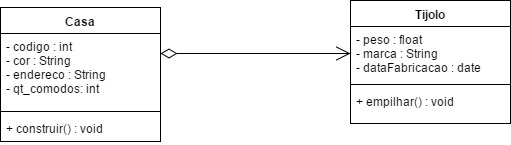 Casa
- codigo : int
- cor : String
- endereco : String
- qt_comodos: int
+ construir() : void
Tijolo
- peso : float
- marca : String
- dataFabricacao : date
+ empilhar() : void